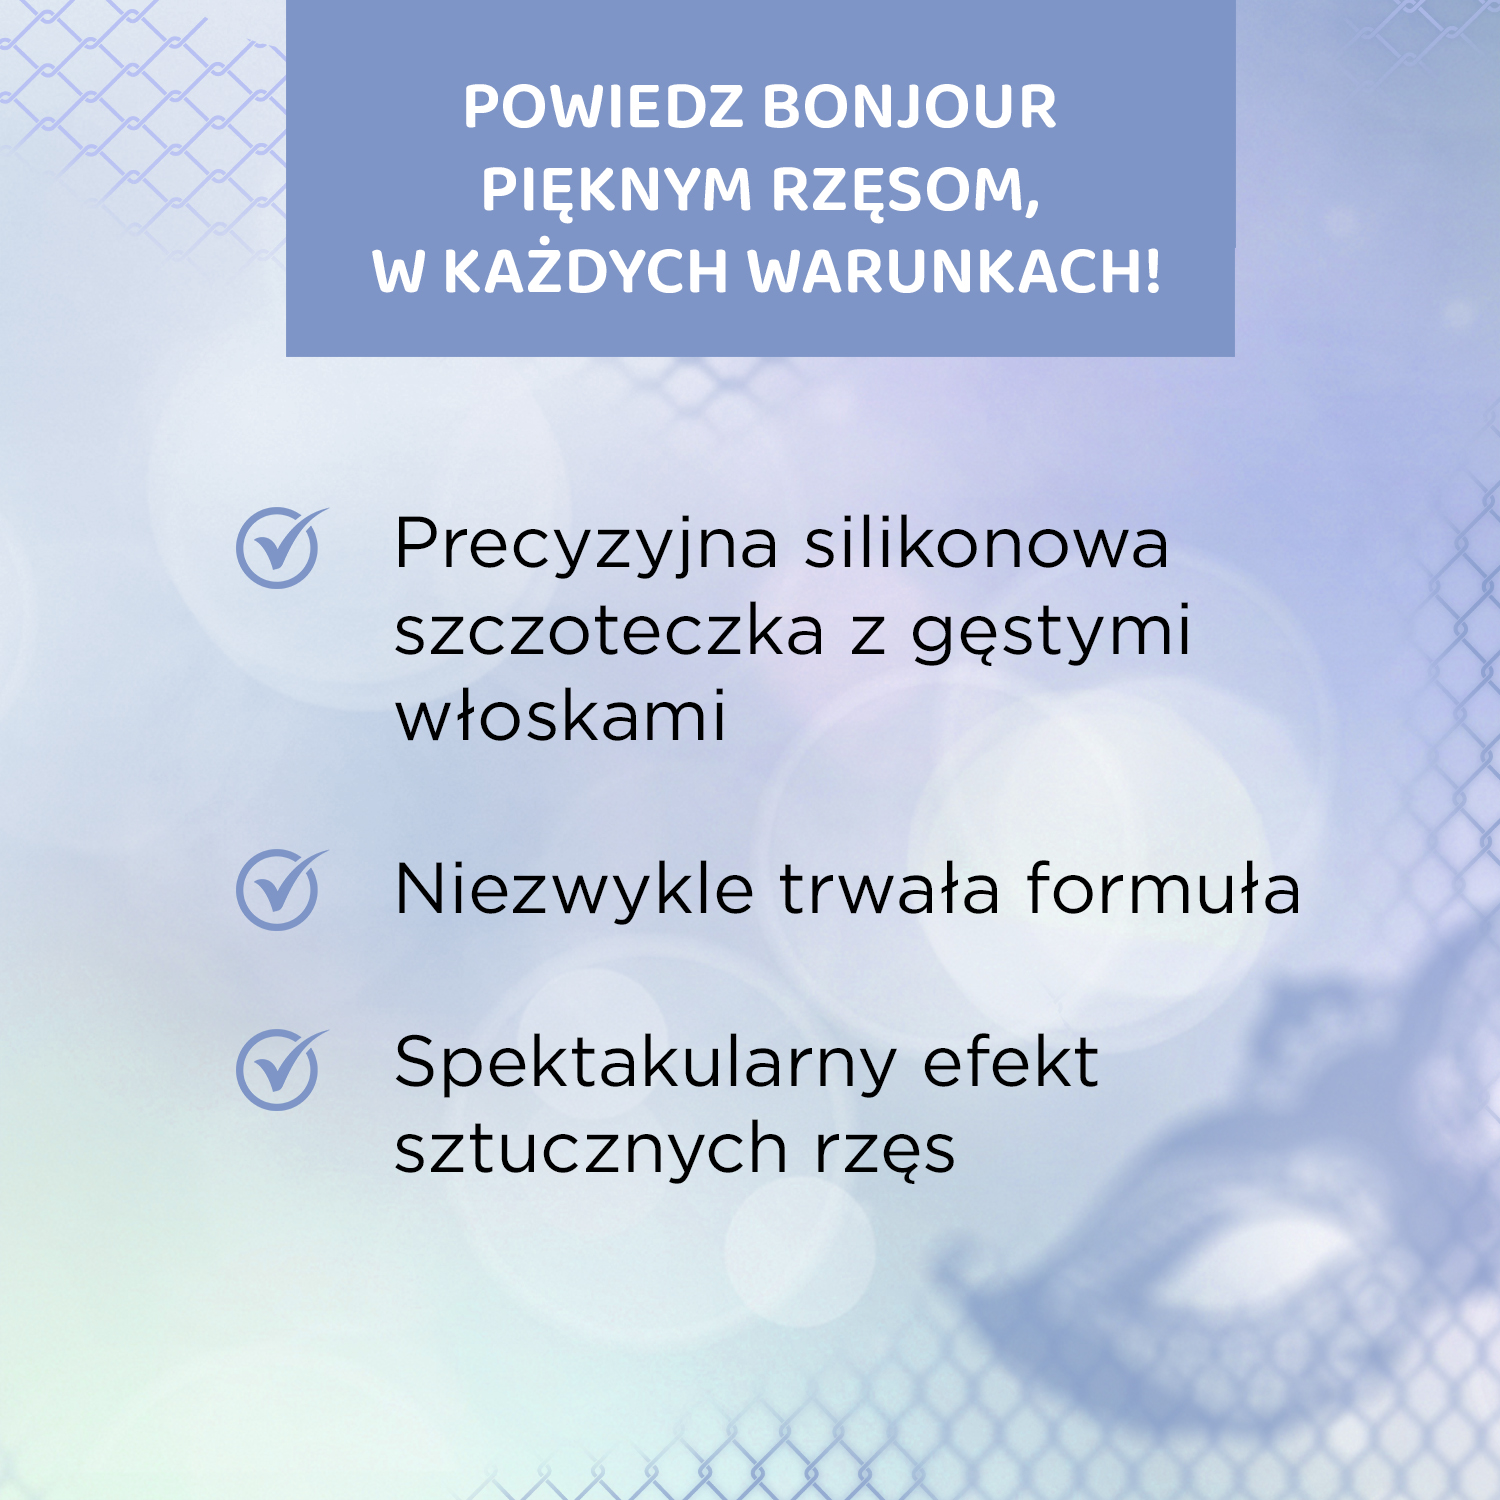 POWIEDZ BONJOUR
PIĘKNYM RZĘSOM,
W KAŻDYCH WARUNKACH!
Precyzyjna silikonowa
szczoteczka z gęstymi
włoskami
Niezwykle trwała formuła
Spektakularny efekt
sztucznych rzęs